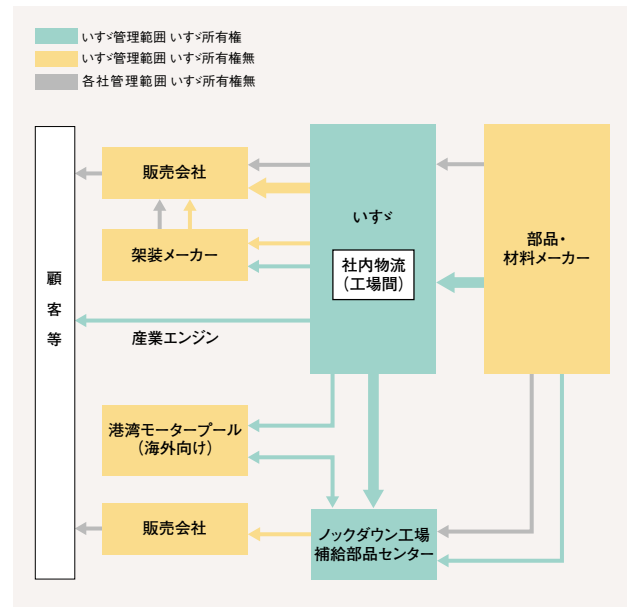 いすゞ管理範囲 いすゞ所有権
いすゞ管理範囲 いすゞ所有権無
各社管理範囲 いすゞ所有権無
顧客等
販売会社
架装メーカー
産業エンジン
いすゞ
社内物流
（工場間）
部品・
材料メーカー
港湾モータープール
（海外向け）
販売会社
ノックダウン工場
補給部品センター